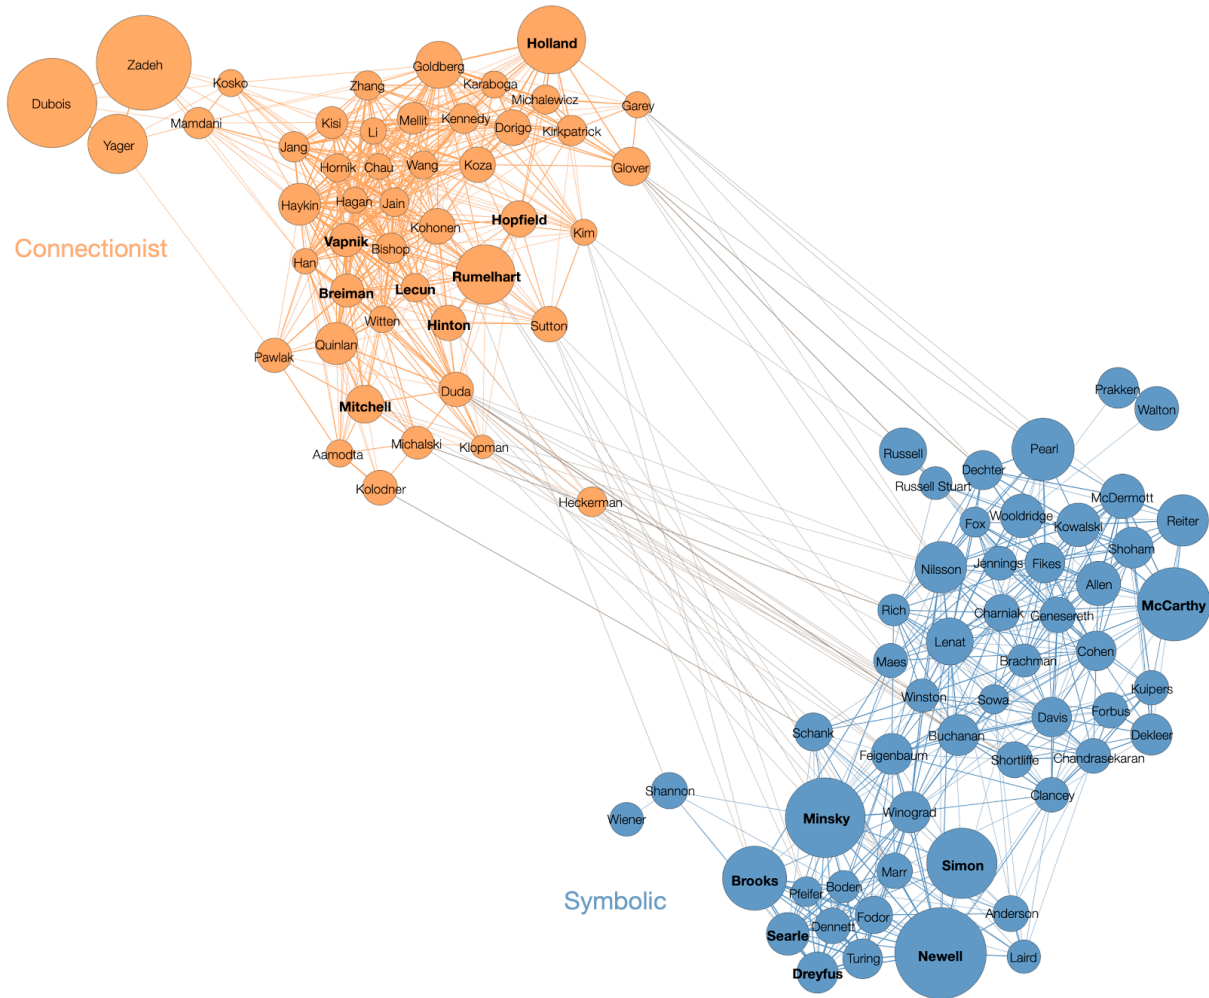 Holland
Zadeh
Goldberg
Kosko
Zhang
Karaboga
Michalewicz
Dubois
Garey
Mamdani
Kisi
Li
Mellit
Kennedy
Dorigo
Kirkpatrick
Yager
Jang
Hornik
Chau
Wang
Koza
Glover
Haykin
Hagan
Jain
Hopfield
Kohonen
Kim
Connectionist
Vapnik
Bishop
Han
Rumelhart
Breiman
Lecun
Witten
Hinton
Sutton
Quinlan
Pawlak
Duda
Prakken
Mitchell
Walton
Michalski
Klopman
Pearl
Aamodta
Russell
Dechter
Kolodner
Russell Stuart
McDermott
Heckerman
Wooldridge
Fox
Kowalski
Reiter
Shoham
Nilsson
Jennings
Fikes
Allen
McCarthy
Rich
Charniak
Genesereth
Lenat
Cohen
Maes
Brachman
Kuipers
Winston
Sowa
Forbus
Davis
Schank
Buchanan
Dekleer
Feigenbaum
Shortliffe
Chandrasekaran
Shannon
Clancey
Wiener
Minsky
Winograd
Simon
Marr
Brooks
Boden
Pfeifer
Symbolic
Anderson
Fodor
Dennett
Searle
Newell
Laird
Turing
Dreyfus